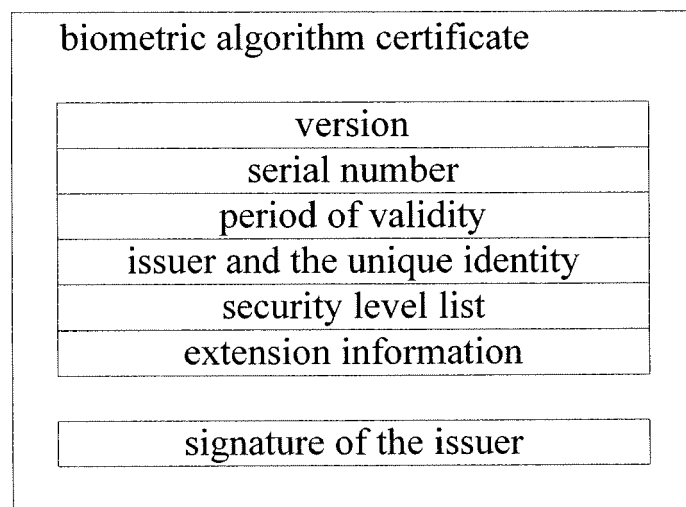 biometric algorithm certificate
version
serial number
period of validity
issuer and the unique identity
security level list
extension information
signature of the issuer